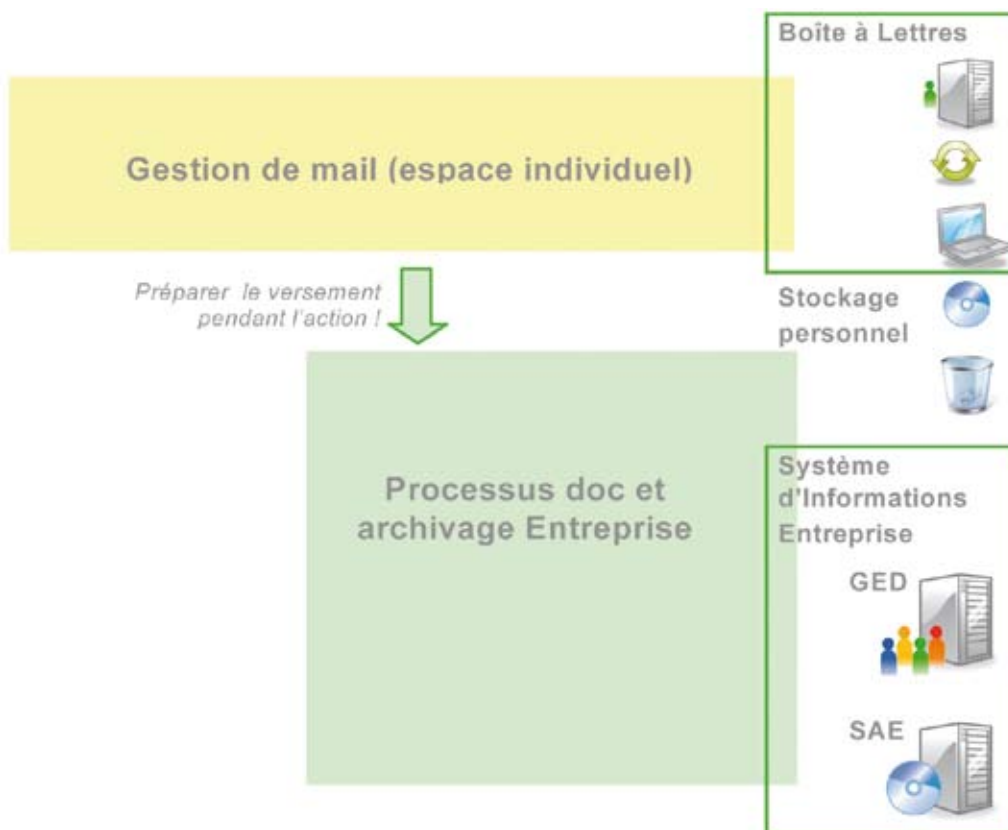 Boîte à Lettres
Gestion de mail (espace individuel)
Préparer le versement
pendant l'action !
Stockage
personnel
Processus doc et
archivage Entreprise
Système
d'Informations
Entreprise
GED
SAE